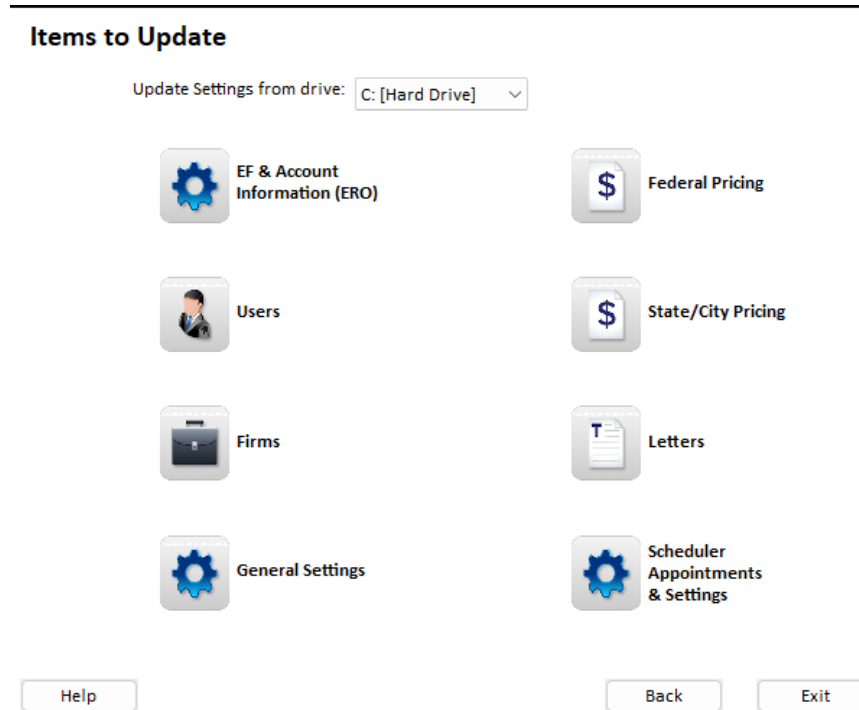 Items to Update
Update Settings from drive: C: [Hard Drive]
EF & Account
Information (ERO)
$
Federal Pricing
Users
$
State/City Pricing
Firms
T
Letters
General Settings
Scheduler
Appointments
& Settings
Help
Back
Exit